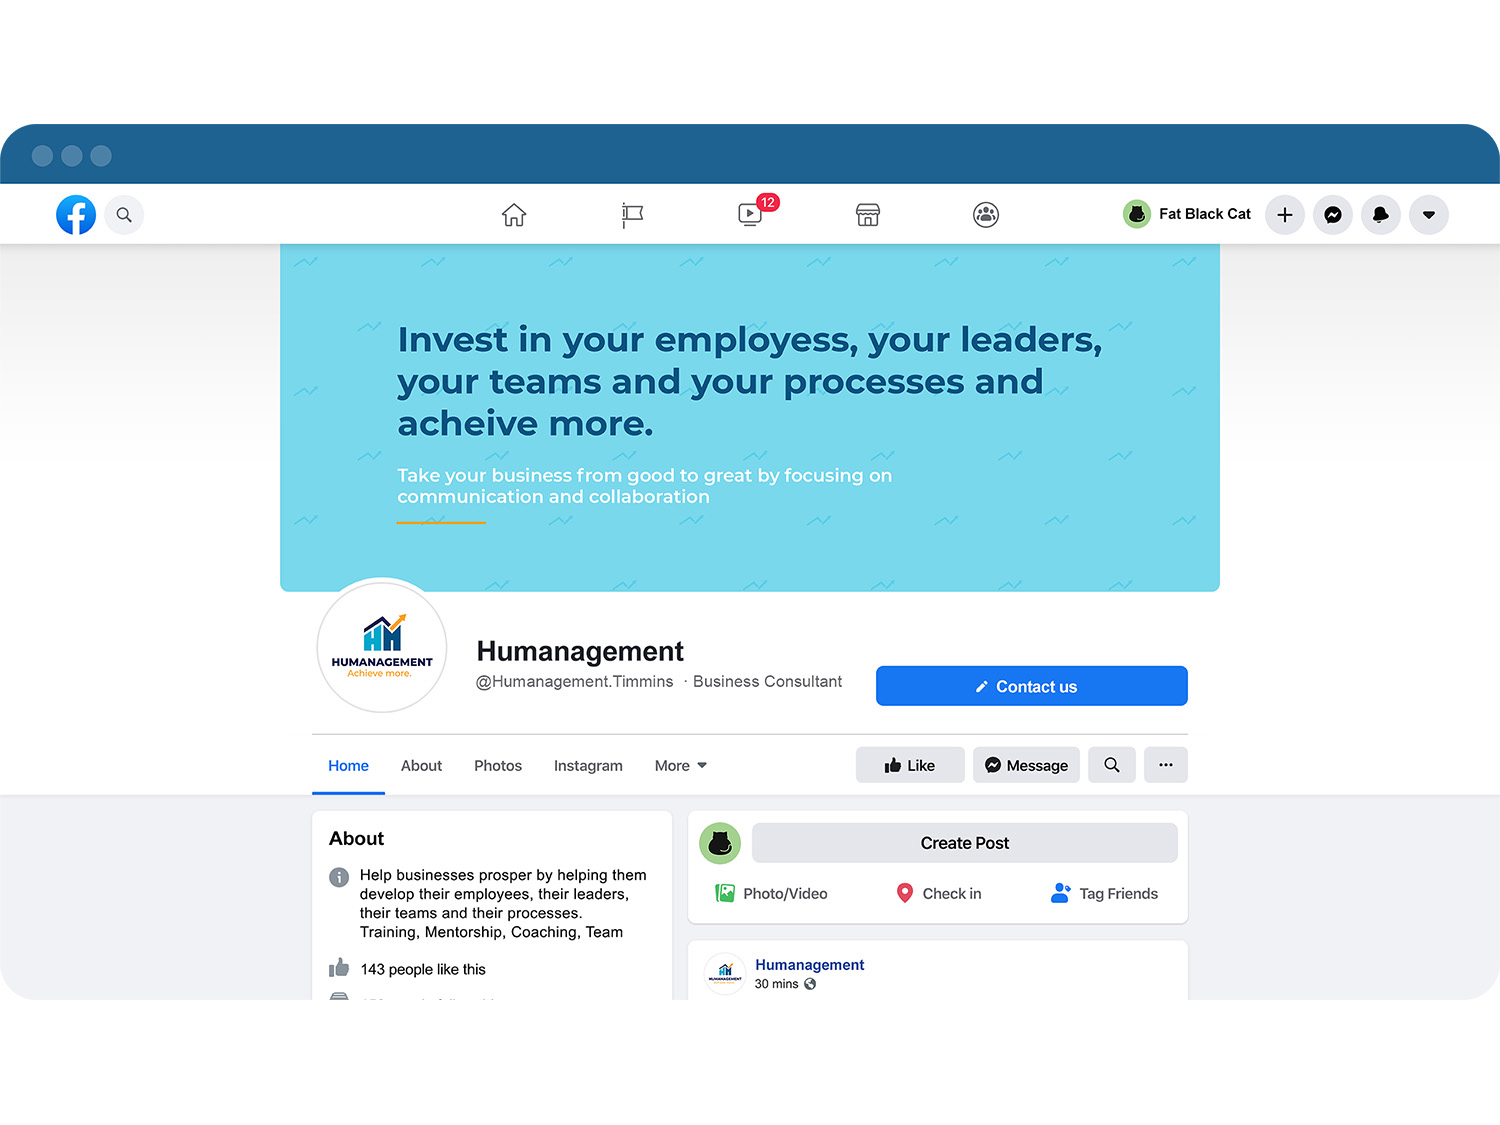 12
Fat Black Cat
Invest in your employess, your leaders,
your teams and your processes and
acheive more.
Take your business from good to great by focusing on
communication and collaboration
HUMANAGEMENT
Achieve more.
Humanagement
@Humanagement.Timmins · Business Consultant
Contact us
Home
About
Photos
Instagram
More
Like
Message
About
Help businesses prosper by helping them
develop their employees, their leaders,
their teams and their processes.
Training, Mentorship, Coaching, Team
143 people like this
Create Post
Photo/Video
Check in
Tag Friends
HUMANAGEMENT
Humanagement
30 mins